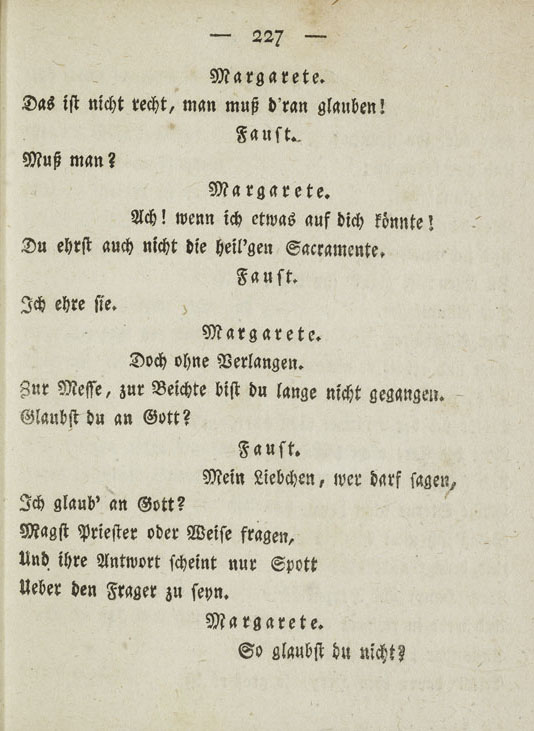 — 227 —
Margarete.
Das ist nicht recht, man muß d'ran glauben!
Faust.
Muß man?
Margarete.
Ach! wenn ich etwas auf dich könnte!
Du ehrst auch nicht die heil'gen Sacramente.
Faust.
Ich ehre sie.
Margarete.
Doch ohne Verlangen.
Zur Messe, zur Beichte bist du lange nicht gegangen.
Glaubst du an Gott?
Faust.
Mein Liebchen, wer darf sagen,
Ich glaub' an Gott?
Magst Priester oder Weise fragen,
Und ihre Antwort scheint nur Spott
Ueber den Frager zu seyn.
Margarete.
So glaubst du nicht?